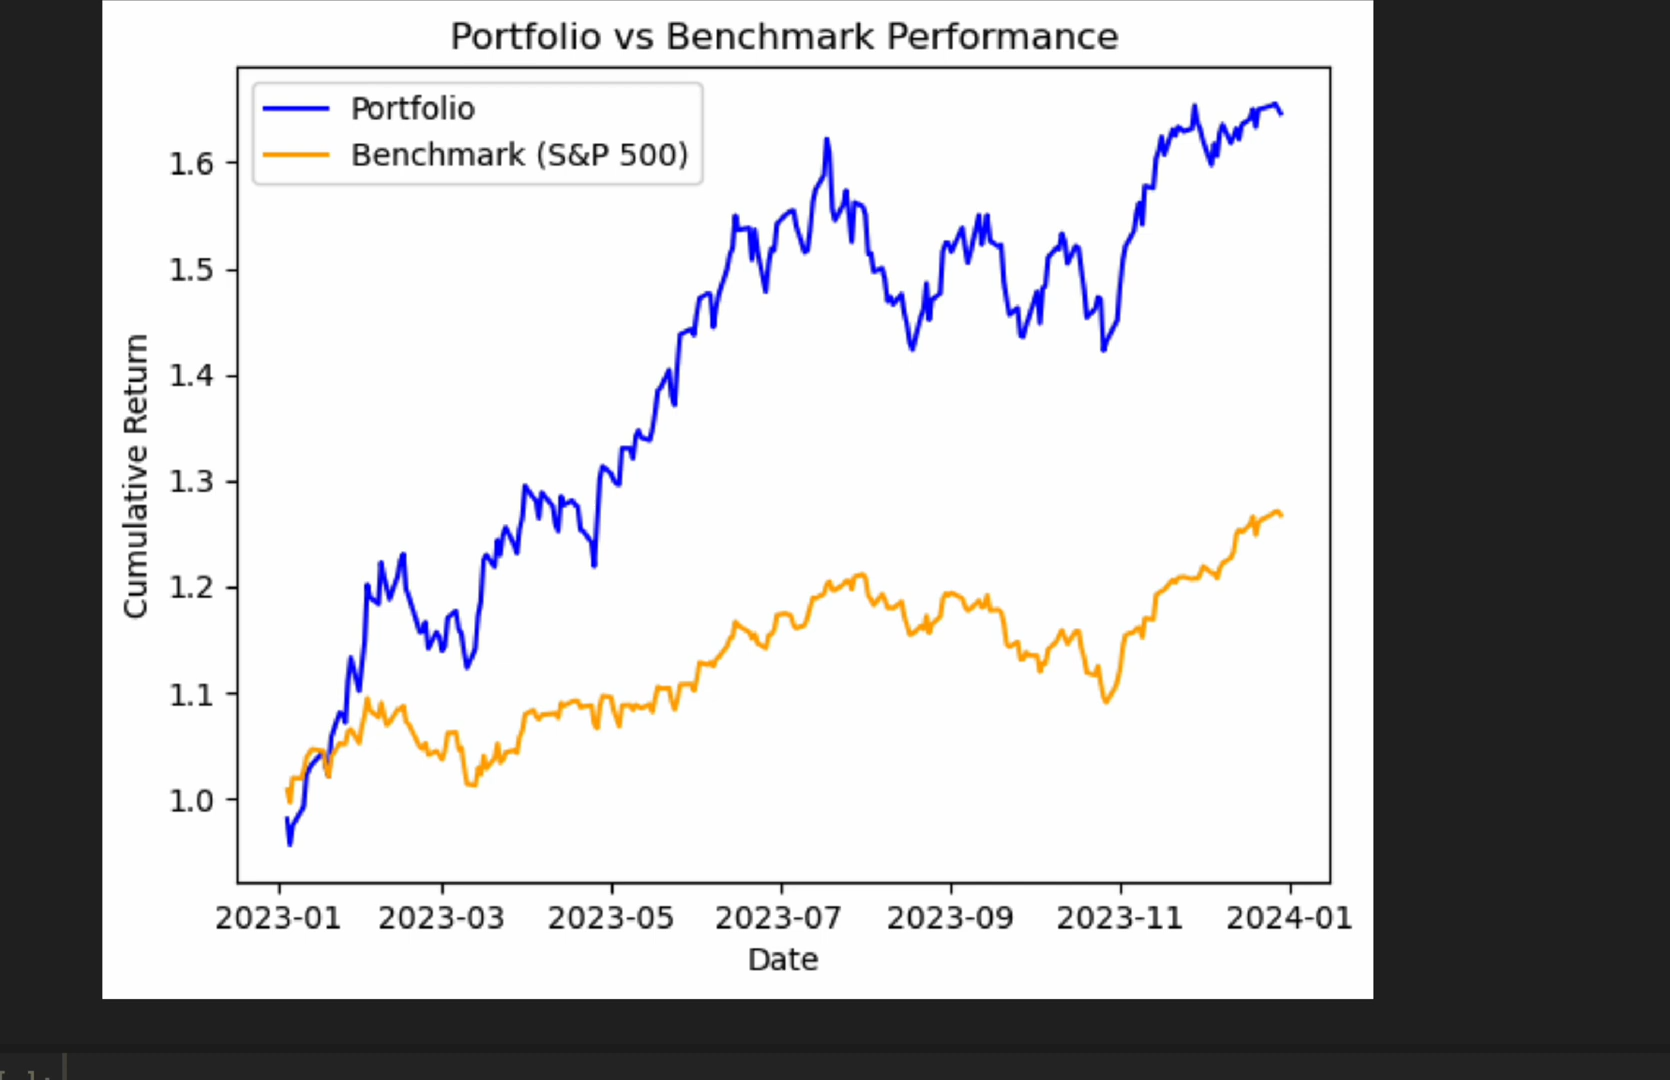 Portfolio vs Benchmark Performance
Portfolio
Benchmark (S&P 500)
1.6
1.5
1.4
1.3
1.2
1.1
1.0
Cumulative Return
2023-01 2023-03 2023-05 2023-07 2023-09 2023-11 2024-01
Date